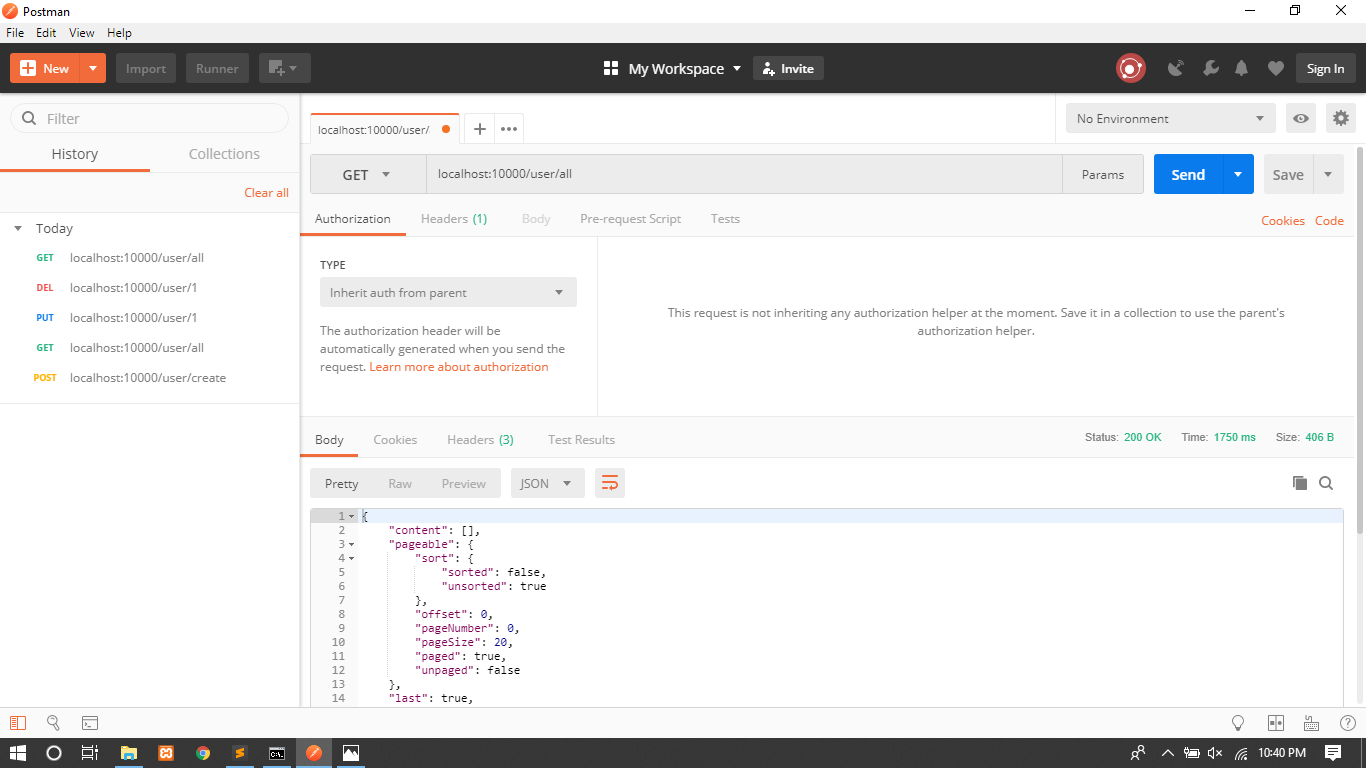 Postman
File Edit View Help
New Import Runner My Workspace Invite Sign In
Filter
History Collections
Clear all
Today
GET localhost:10000/user/all
DEL localhost:10000/user/1
PUT localhost:10000/user/1
GET localhost:10000/user/all
POST localhost:10000/user/create
localhost:10000/user/ + •••
No Environment
GET localhost:10000/user/all Params Send Save
Authorization Headers (1) Body Pre-request Script Tests Cookies Code
TYPE
Inherit auth from parent
The authorization header will be
automatically generated when you send the
request. Learn more about authorization
This request is not inheriting any authorization helper at the moment. Save it in a collection to use the parent's
authorization helper.
Body Cookies Headers (3) Test Results Status: 200 OK Time: 1750 ms Size: 406 B
Pretty Raw Preview JSON
1 {
2 "content": [],
3 "pageable": {
4 "sort": {
5 "sorted": false,
6 "unsorted": true
7 },
8 "offset": 0,
9 "pageNumber": 0,
10 "pageSize": 20,
11 "paged": true,
12 "unpaged": false
13 },
14 "last": true,
10:40 PM